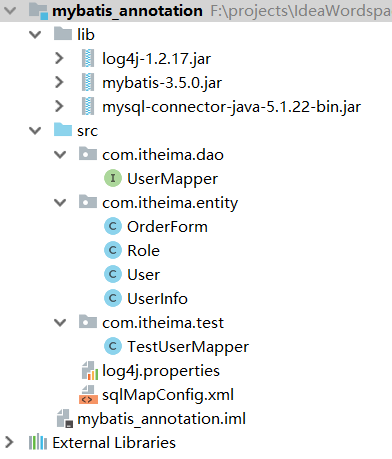 mybatis_annotation F:\projects\IdeaWordspa
lib
log4j-1.2.17.jar
mybatis-3.5.0.jar
mysql-connector-java-5.1.22-bin.jar
src
com.itheima.dao
I UserMapper
com.itheima.entity
C OrderForm
C Role
C User
C UserInfo
com.itheima.test
C TestUserMapper
log4j.properties
sqlMapConfig.xml
mybatis_annotation.iml
External Libraries